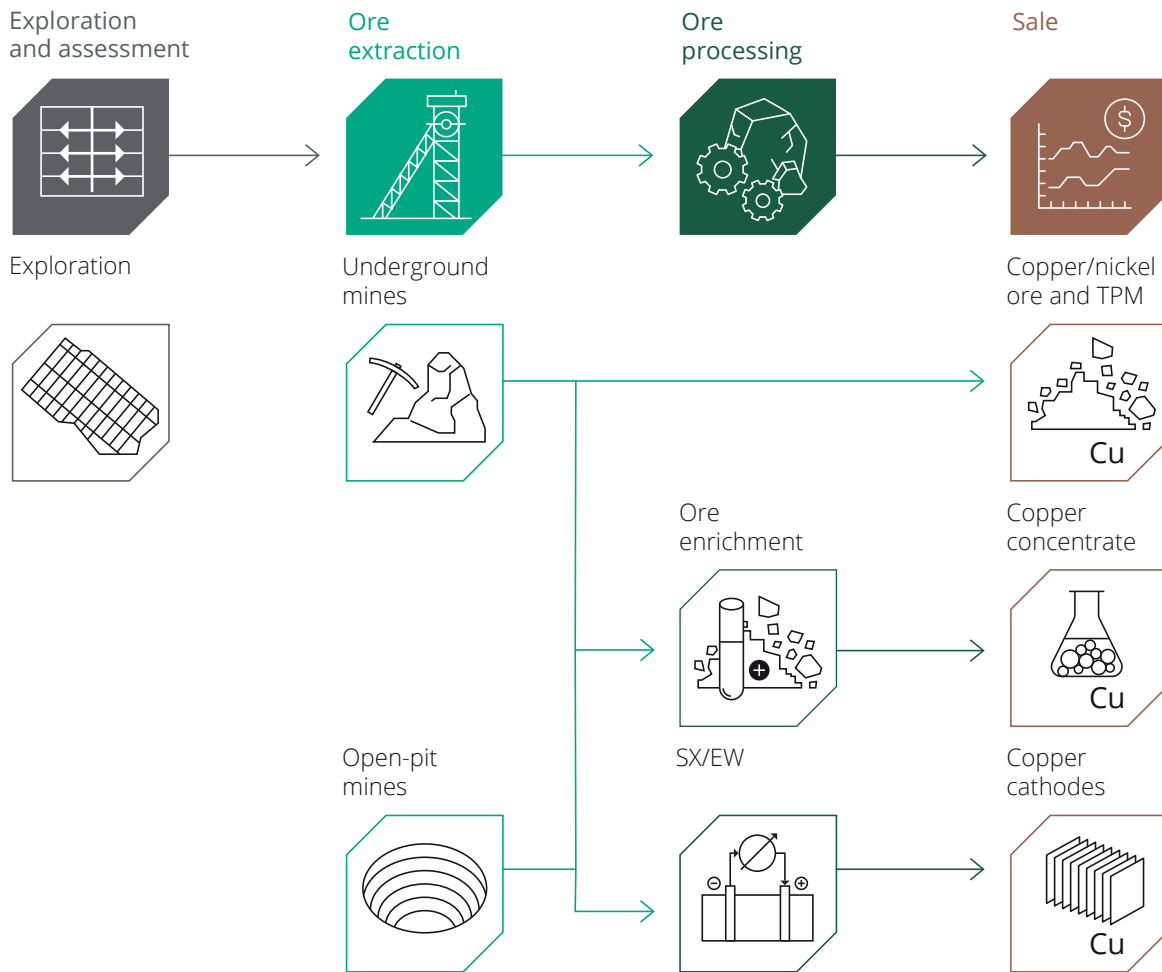 Exploration
and assessment
Ore
extraction
Ore
processing
Sale
$
Exploration
Underground
mines
Copper/nickel
ore and TPM
Cu
Ore
enrichment
+
Copper
concentrate
Cu
Open-pit
mines
SX/EW
− +
Copper
cathodes
Cu